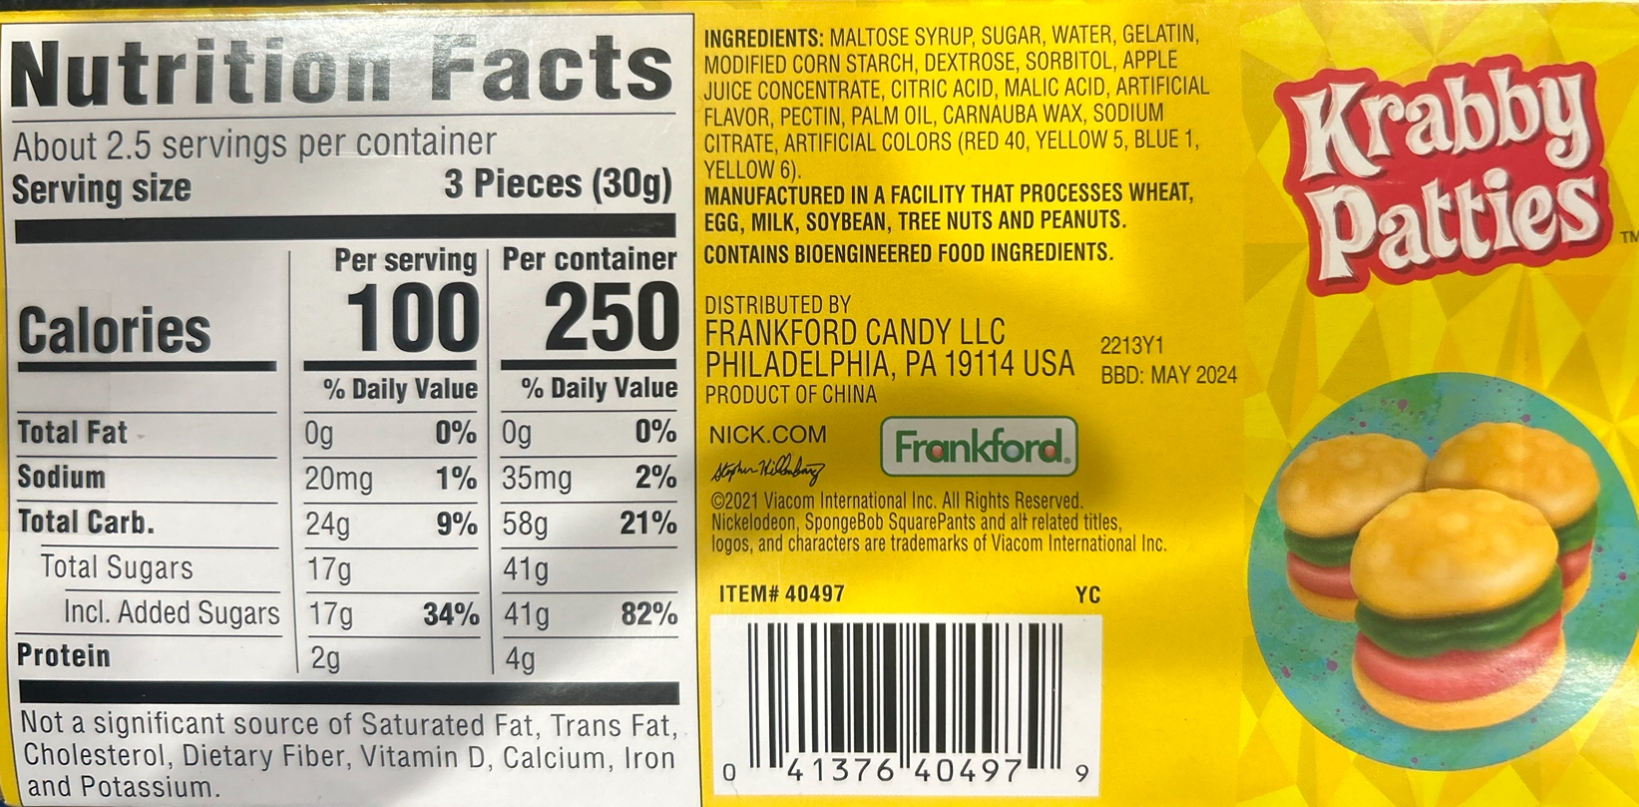 Nutrition Facts
About 2.5 servings per container
Serving size 3 Pieces (30g)
Per serving Per container
Calories 100 250
% Daily Value % Daily Value
Total Fat 0g 0% 0g 0%
Sodium 20mg 1% 35mg 2%
Total Carb. 24g 9% 58g 21%
Total Sugars 17g 41g
Incl. Added Sugars 17g 34% 41g 82%
Protein 2g 4g
Not a significant source of Saturated Fat, Trans Fat,
Cholesterol, Dietary Fiber, Vitamin D, Calcium, Iron
and Potassium.
INGREDIENTS: MALTOSE SYRUP, SUGAR, WATER, GELATIN,
MODIFIED CORN STARCH, DEXTROSE, SORBITOL, APPLE
JUICE CONCENTRATE, CITRIC ACID, MALIC ACID, ARTIFICIAL
FLAVOR, PECTIN, PALM OIL, CARNAUBA WAX, SODIUM
CITRATE, ARTIFICIAL COLORS (RED 40, YELLOW 5, BLUE 1,
YELLOW 6).
MANUFACTURED IN A FACILITY THAT PROCESSES WHEAT,
EGG, MILK, SOYBEAN, TREE NUTS AND PEANUTS.
CONTAINS BIOENGINEERED FOOD INGREDIENTS.
DISTRIBUTED BY
FRANKFORD CANDY LLC
PHILADELPHIA, PA 19114 USA
PRODUCT OF CHINA
2213Y1
BBD: MAY 2024
NICK.COM
Stephen Hillenburg
Frankford®
©2021 Viacom International Inc. All Rights Reserved.
Nickelodeon, SpongeBob SquarePants and all related titles,
logos, and characters are trademarks of Viacom International Inc.
ITEM# 40497 YC
0 41376 40497 9
Krabby
Patties™